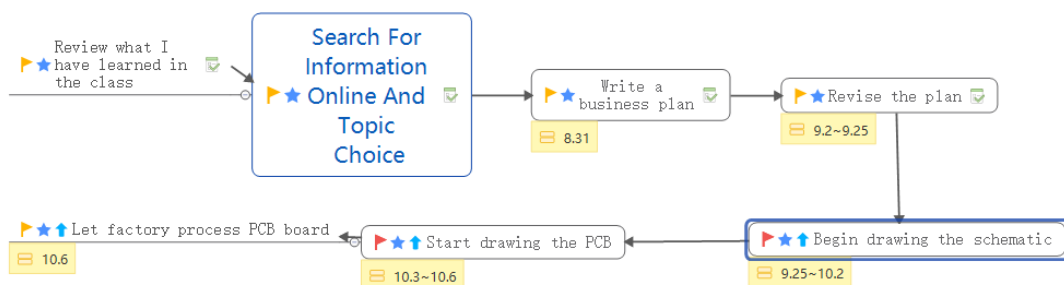 Review what I
have learned in
the class
Search For
Information
Online And
Topic
Choice
Write a
business plan
8.31
Revise the plan
9.2~9.25
Begin drawing the schematic
9.25~10.2
Start drawing the PCB
10.3~10.6
Let factory process PCB board
10.6